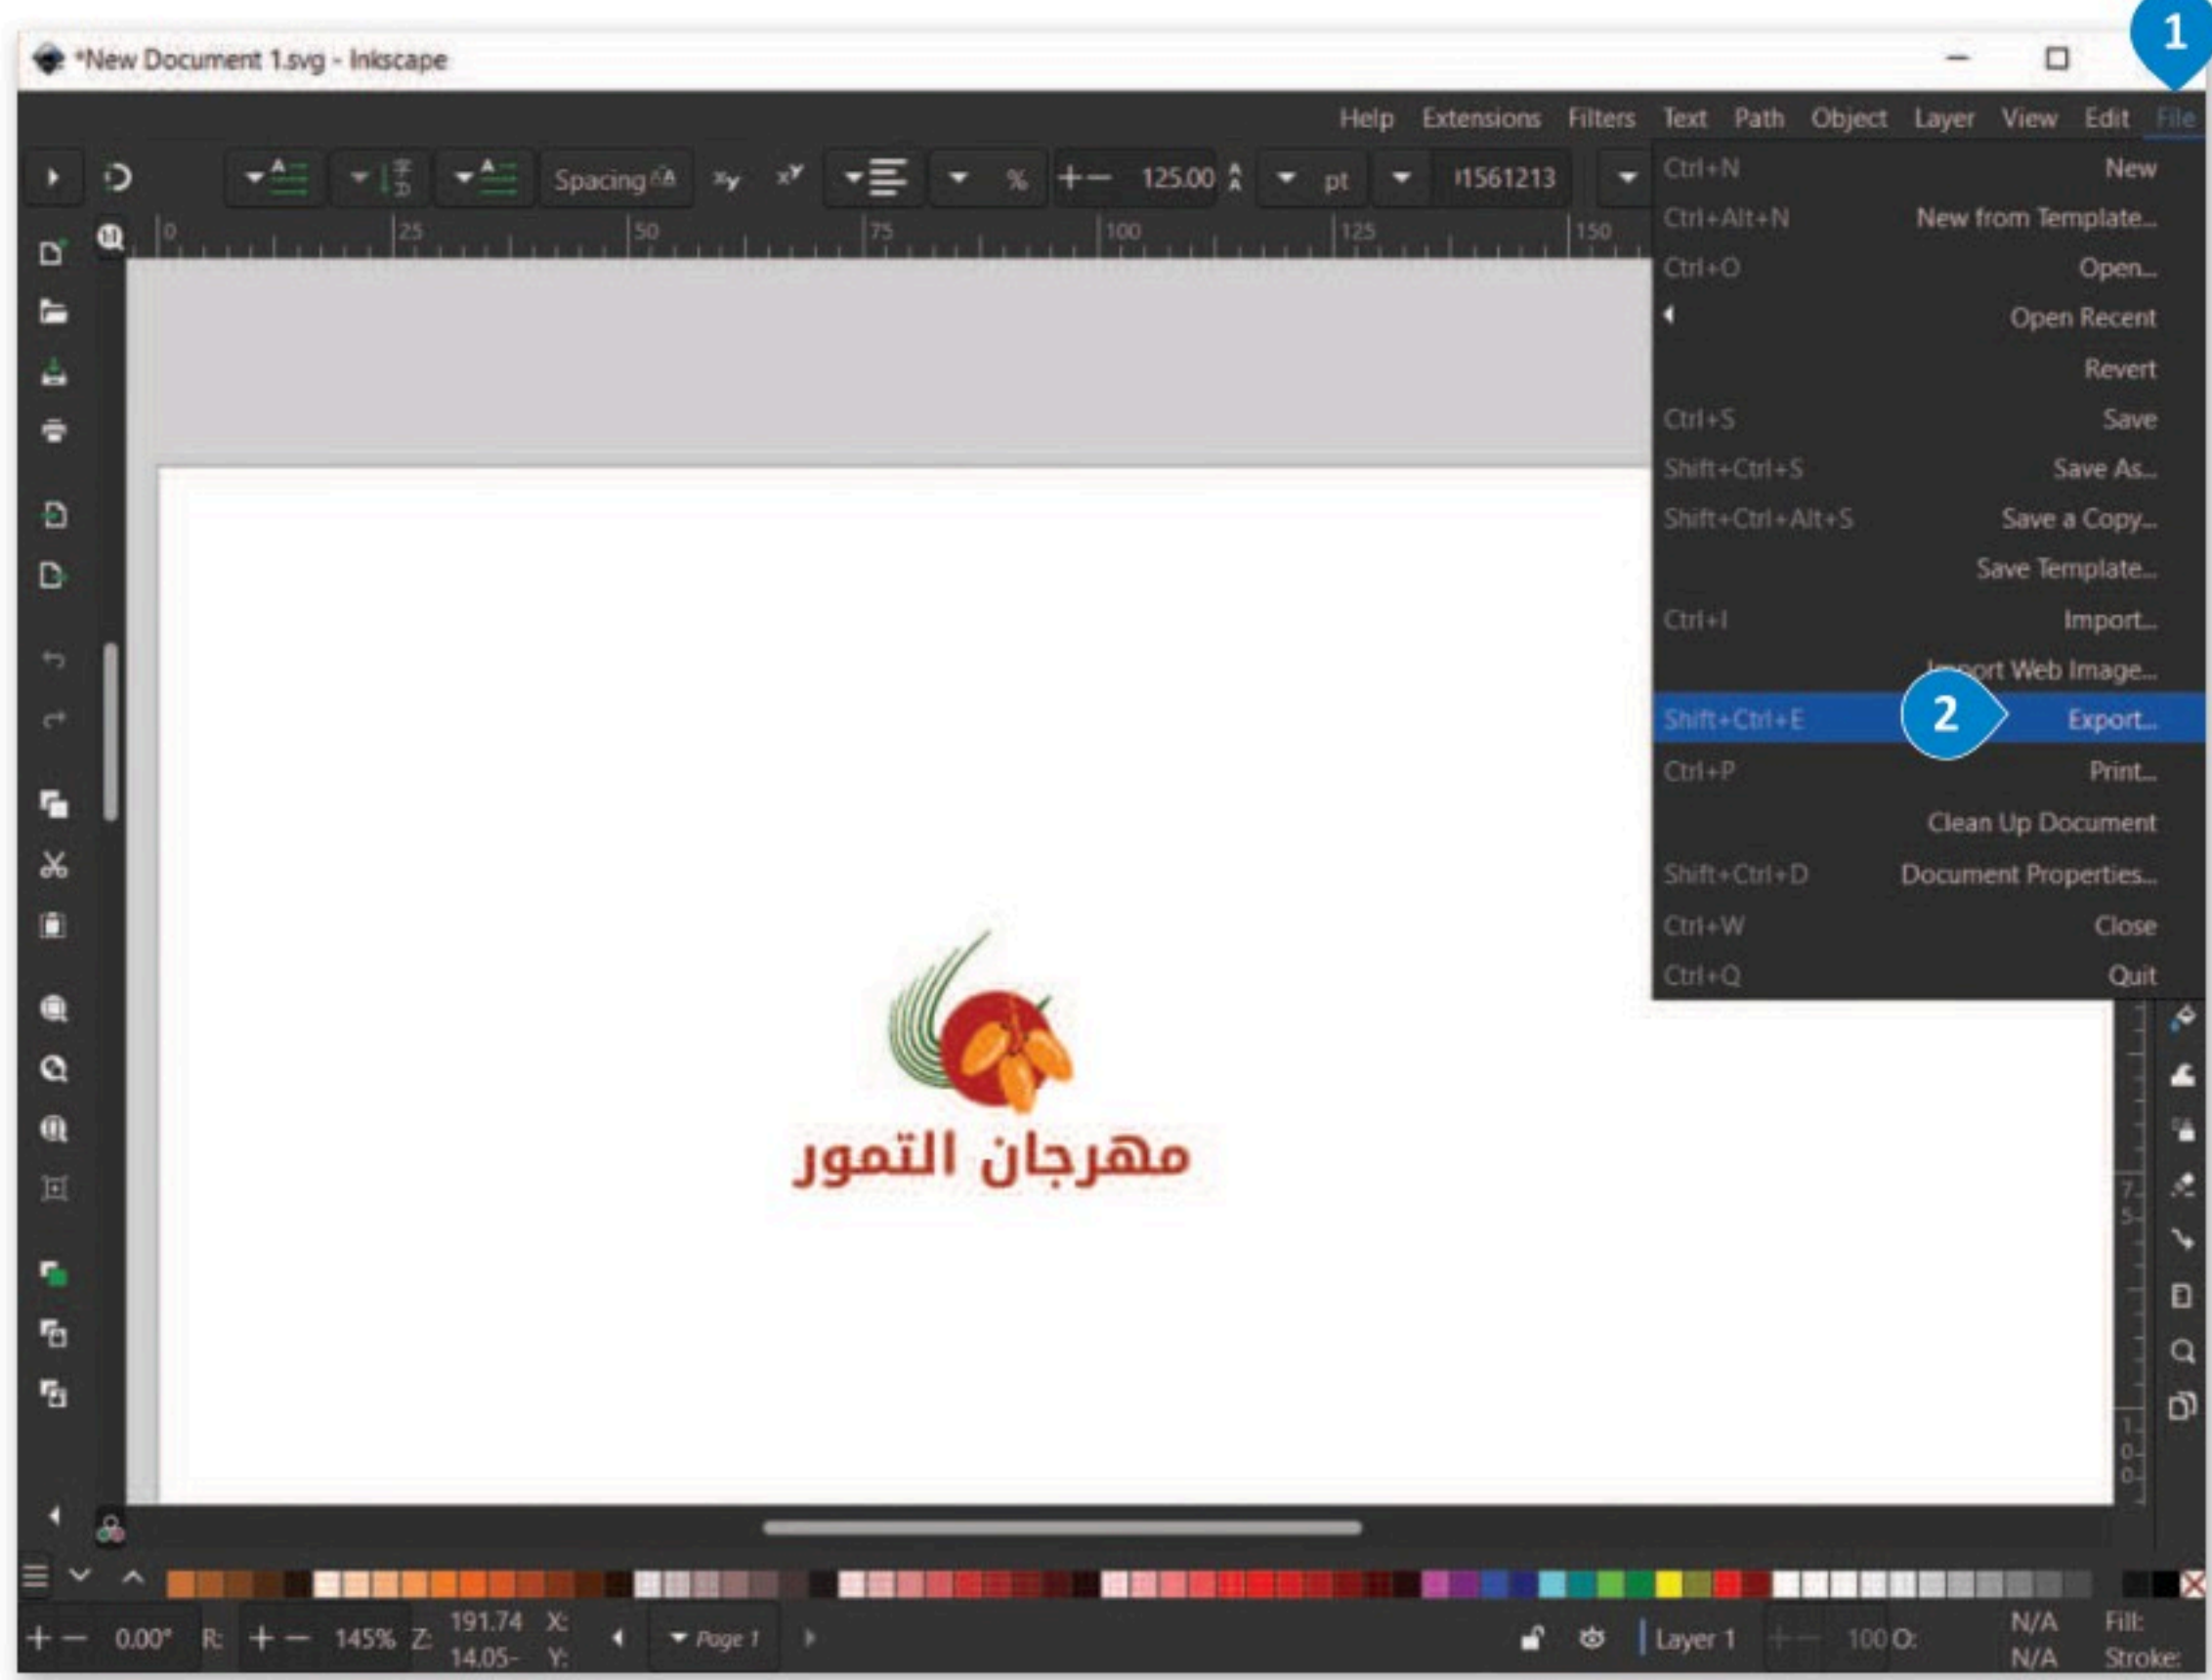 1
*New Document 1.svg - Inkscape
Help Extensions Filters Text Path Object Layer View Edit File
Spacing % 125.00 pt 11561213
0 25 50 75 100 125 150
Ctrl+N New
Ctrl+Alt+N New from Template...
Ctrl+O Open...
Open Recent
Revert
Ctrl+S Save
Shift+Ctrl+S Save As...
Shift+Ctrl+Alt+S Save a Copy...
Save Template...
Ctrl+I Import...
Import Web Image...
Shift+Ctrl+E 2 Export...
Ctrl+P Print...
Clean Up Document
Shift+Ctrl+D Document Properties...
Ctrl+W Close
Ctrl+Q Quit
مهرجان التمور
75
100
0.00° R: 145% Z: 191.74 X: Page 1 Layer 1 100 O: N/A Fill:
14.05- Y: N/A Stroke: